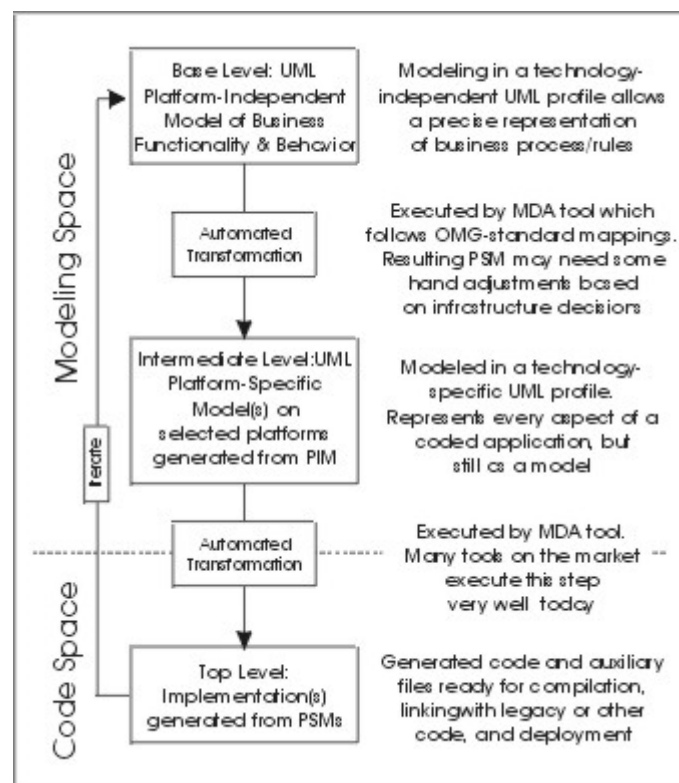 Base Level: UML
Platform-Independent
Model of Business
Functionality & Behavior
Modeling in a technology-
independent UML profile allows
a precise representation
of business process/rules
Automated
Transformation
Executed by MDA tool which
follows OMG-standard mappings.
Resulting PSM may need some
hand adjustments based
on infrastructure decisions
Modeling Space
Intermediate Level:UML
Platform-Specific
Model(s) on
selected platforms
generated from PIM
Modeled in a technology-
specific UML profile.
Represents every aspect of a
coded application, but
still as a model
Iterate
Automated
Transformation
Executed by MDA tool.
Many tools on the market
execute this step
very well today
Code Space
Top Level:
Implementation(s)
generated from PSMs
Generated code and auxiliary
files ready for compilation,
linkingwith legacy or other
code, and deployment